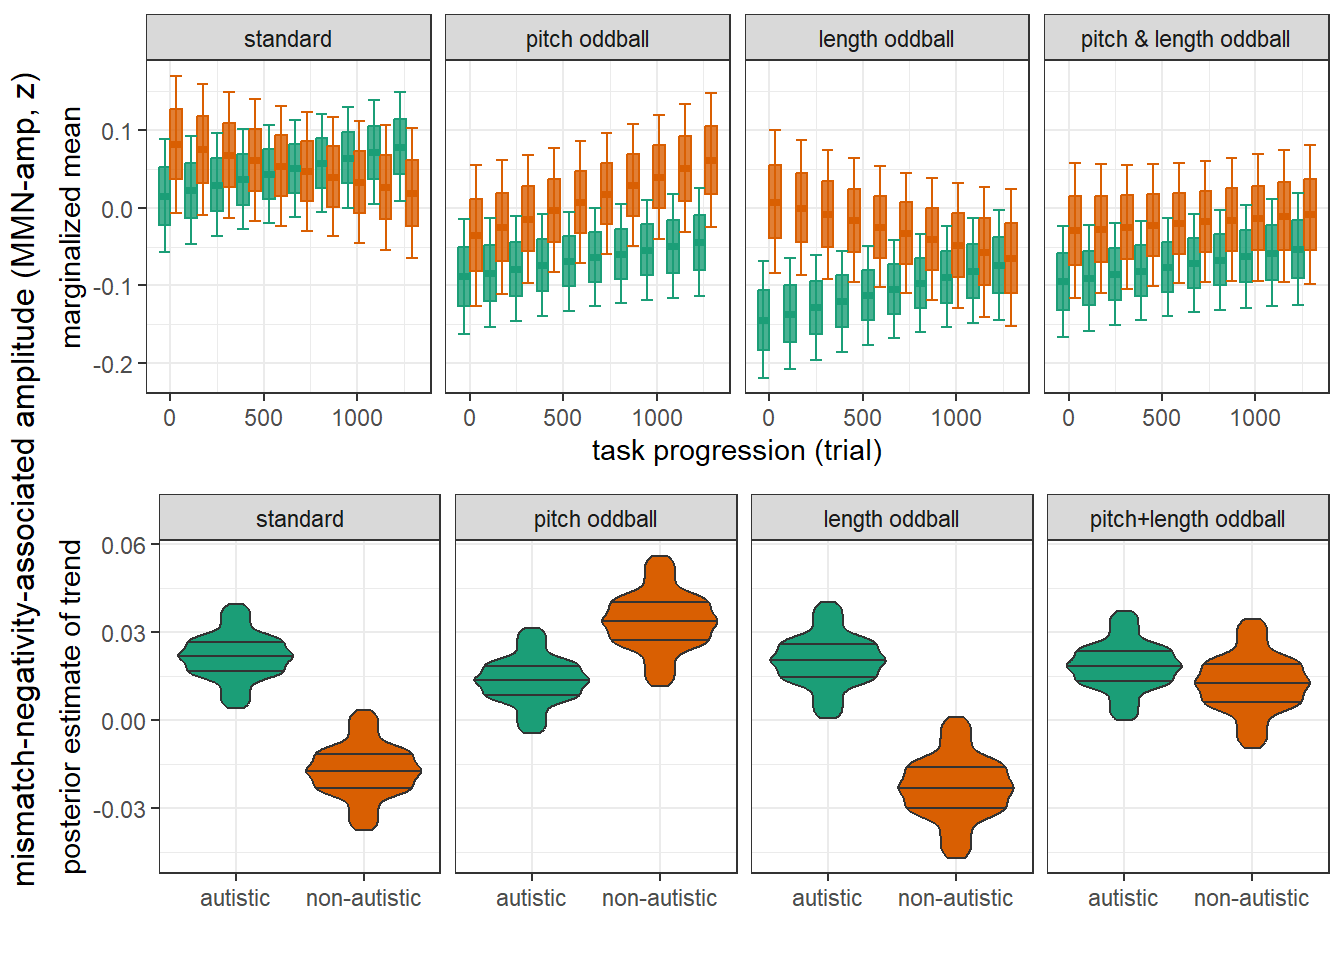 mismatch-negativity-associated amplitude (MMN-amp, z)
marginalized mean
standard
pitch oddball
length oddball
pitch & length oddball
0.1
0.0
-0.1
-0.2
0 500 1000
0 500 1000
0 500 1000
0 500 1000
task progression (trial)
posterior estimate of trend
standard
pitch oddball
length oddball
pitch+length oddball
0.06
0.03
0.00
-0.03
autistic non-autistic
autistic non-autistic
autistic non-autistic
autistic non-autistic